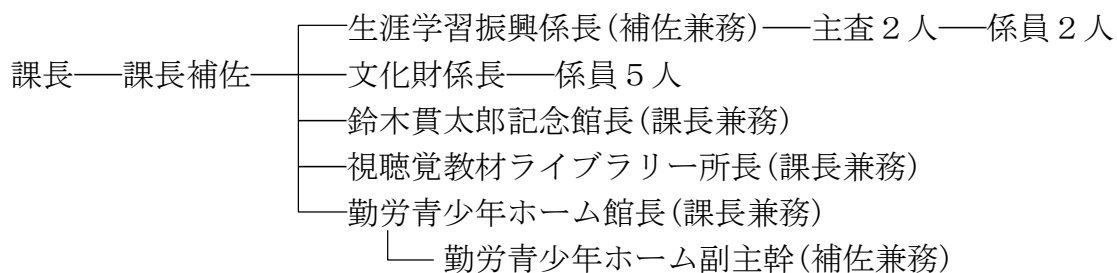 生涯学習振興係長(補佐兼務)――主査２人――係員２人
課長――課長補佐――文化財係長――係員５人
鈴木貫太郎記念館長(課長兼務)
視聴覚教材ライブラリー所長(課長兼務)
勤労青少年ホーム館長(課長兼務)
勤労青少年ホーム副主幹(補佐兼務)